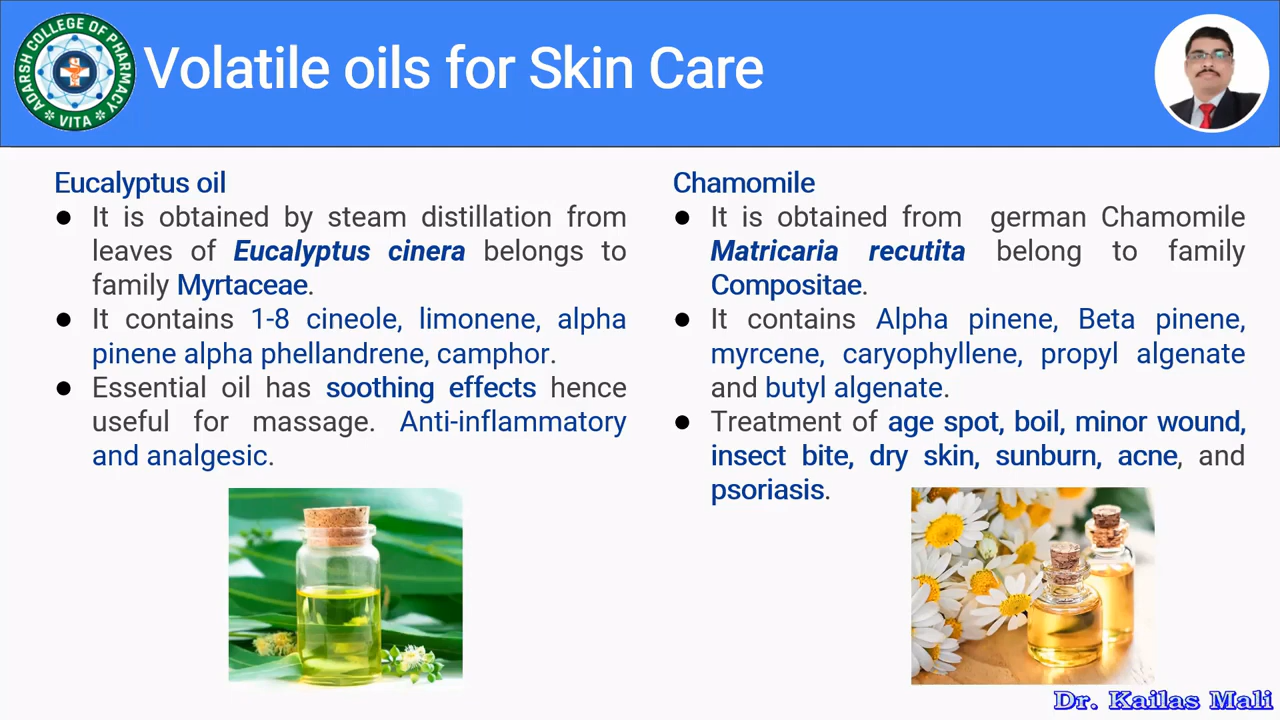 ADARSH COLLEGE OF PHARMACY
VITA
Volatile oils for Skin Care
Eucalyptus oil
● It is obtained by steam distillation from
leaves of Eucalyptus cinera belongs to
family Myrtaceae.
● It contains 1-8 cineole, limonene, alpha
pinene alpha phellandrene, camphor.
● Essential oil has soothing effects hence
useful for massage. Anti-inflammatory
and analgesic.
Chamomile
● It is obtained from german Chamomile
Matricaria recutita belong to family
Compositae.
● It contains Alpha pinene, Beta pinene,
myrcene, caryophyllene, propyl algenate
and butyl algenate.
● Treatment of age spot, boil, minor wound,
insect bite, dry skin, sunburn, acne, and
psoriasis.
Dr. Kailas Mali